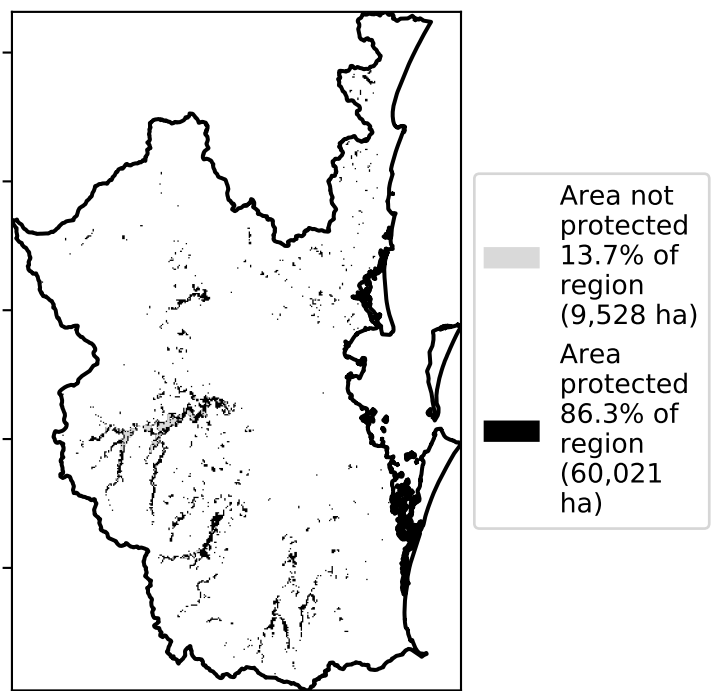 Area not
protected
13.7% of
region
(9,528 ha)
Area
protected
86.3% of
region
(60,021
ha)